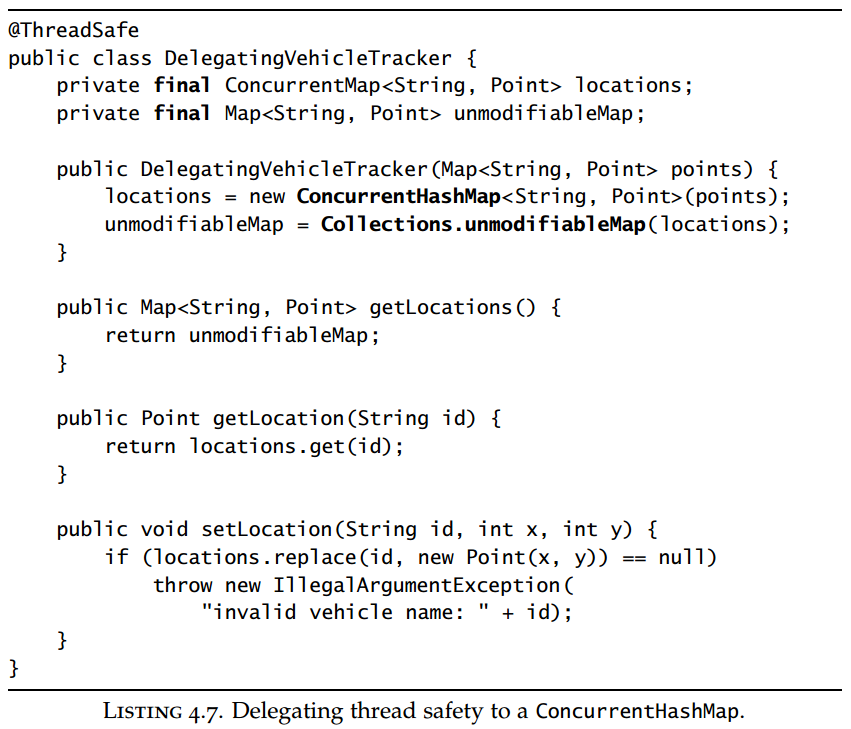 @ThreadSafe
public class DelegatingVehicleTracker {
    private final ConcurrentMap<String, Point> locations;
    private final Map<String, Point> unmodifiableMap;

    public DelegatingVehicleTracker(Map<String, Point> points) {
        locations = new ConcurrentHashMap<String, Point>(points);
        unmodifiableMap = Collections.unmodifiableMap(locations);
    }

    public Map<String, Point> getLocations() {
        return unmodifiableMap;
    }

    public Point getLocation(String id) {
        return locations.get(id);
    }

    public void setLocation(String id, int x, int y) {
        if (locations.replace(id, new Point(x, y)) == null)
            throw new IllegalArgumentException(
                "invalid vehicle name: " + id);
    }
}
Listing 4.7. Delegating thread safety to a ConcurrentHashMap.